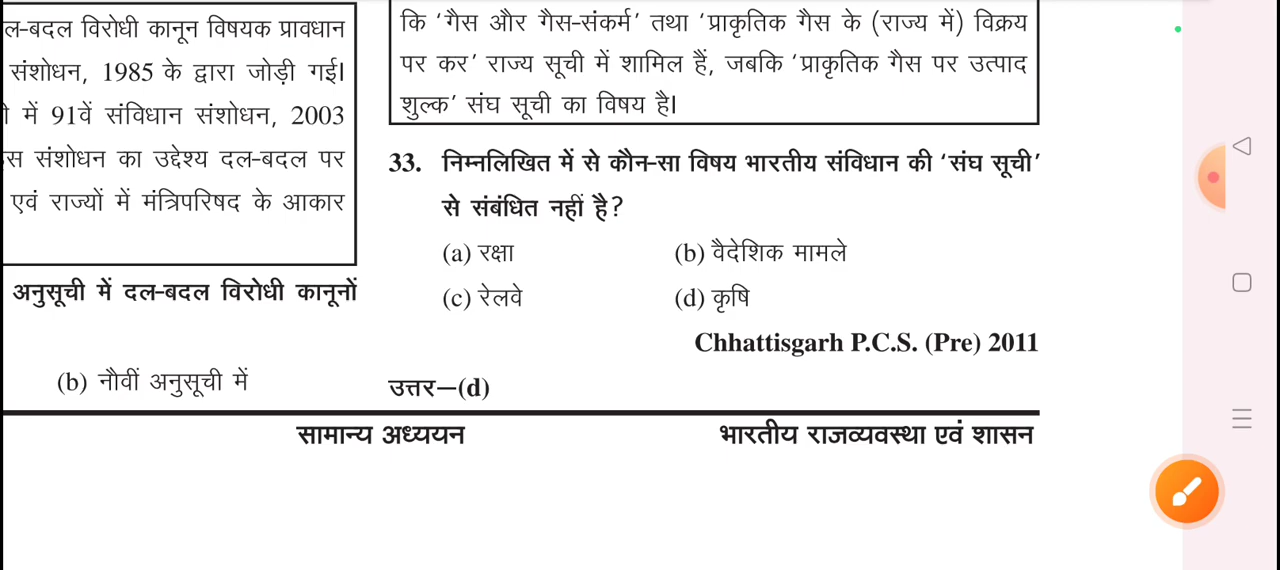 ल-बदल विरोधी कानून विषयक प्रावधान
संशोधन, 1985 के द्वारा जोड़ी गई।
में 91वें संविधान संशोधन, 2003
स संशोधन का उद्देश्य दल-बदल पर
एवं राज्यों में मंत्रिपरिषद के आकार
अनुसूची में दल-बदल विरोधी कानूनों
(b) नौवीं अनुसूची में
कि ‘गैस और गैस-संकर्म’ तथा ‘प्राकृतिक गैस के (राज्य में) विक्रय
पर कर’ राज्य सूची में शामिल हैं, जबकि ‘प्राकृतिक गैस पर उत्पाद
शुल्क’ संघ सूची का विषय है।
33. निम्नलिखित में से कौन-सा विषय भारतीय संविधान की ‘संघ सूची’
से संबंधित नहीं है?
(a) रक्षा (b) वैदेशिक मामले
(c) रेलवे (d) कृषि
Chhattisgarh P.C.S. (Pre) 2011
उत्तर—(d)
सामान्य अध्ययन भारतीय राजव्यवस्था एवं शासन